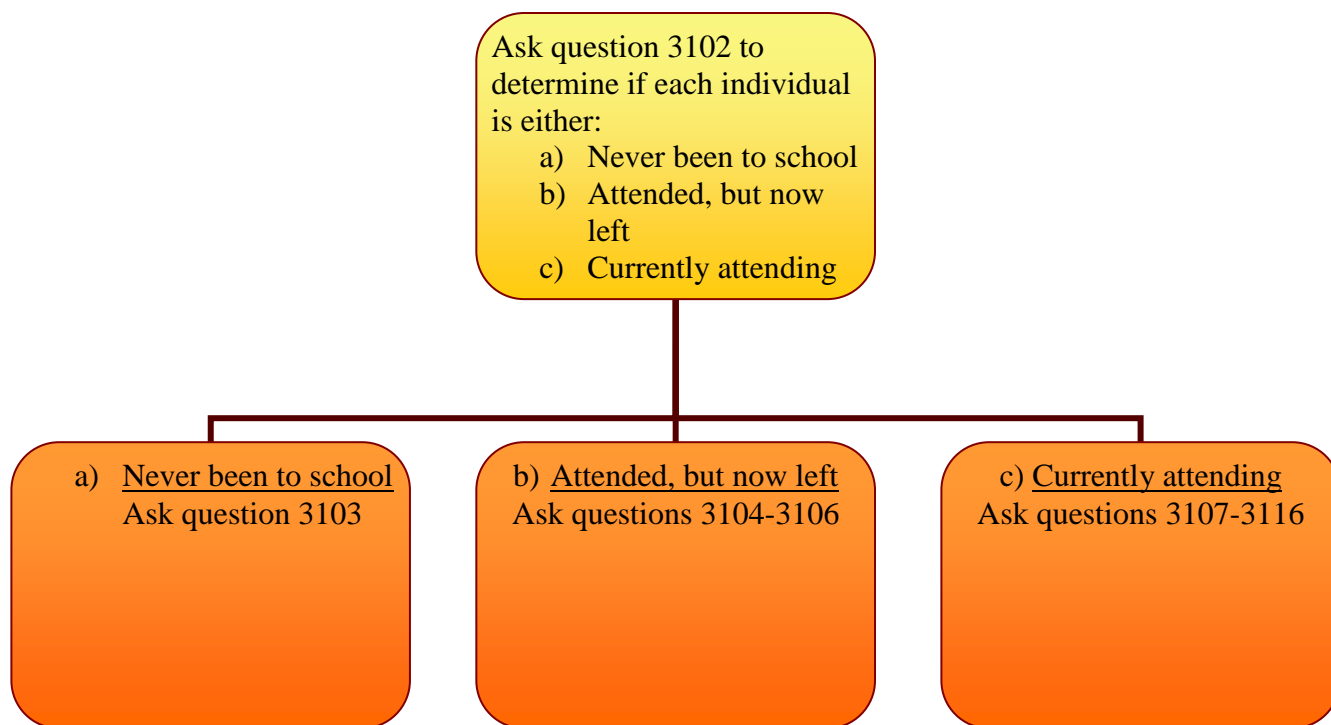 Ask question 3102 to
determine if each individual
is either:
a) Never been to school
b) Attended, but now
left
c) Currently attending
a) Never been to school
Ask question 3103
b) Attended, but now left
Ask questions 3104-3106
c) Currently attending
Ask questions 3107-3116